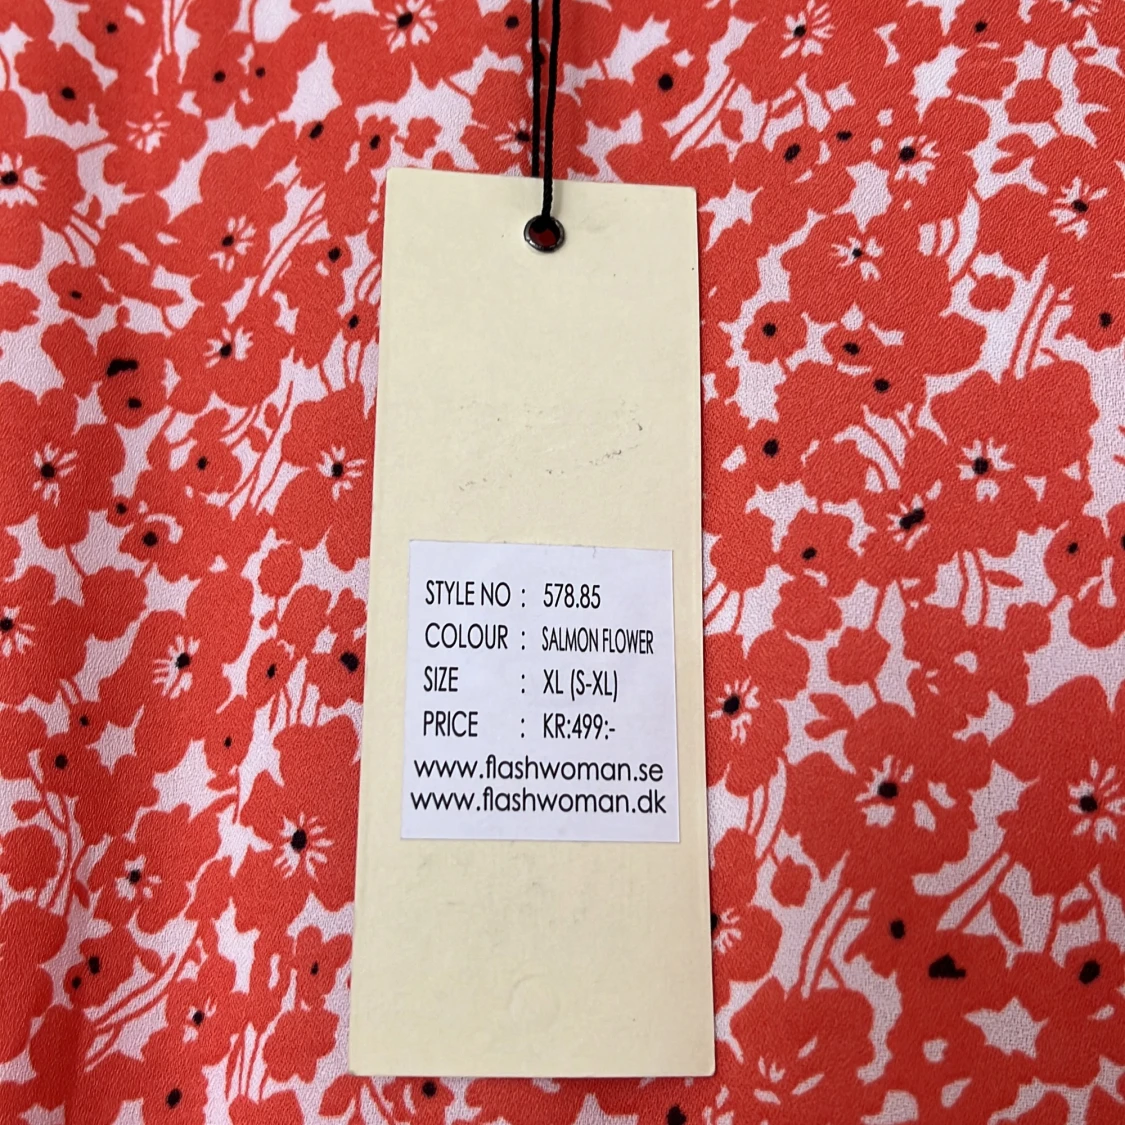 STYLE NO : 578.85
COLOUR : SALMON FLOWER
SIZE : XL (S-XL)
PRICE : KR:499:-
www.flashwoman.se
www.flashwoman.dk